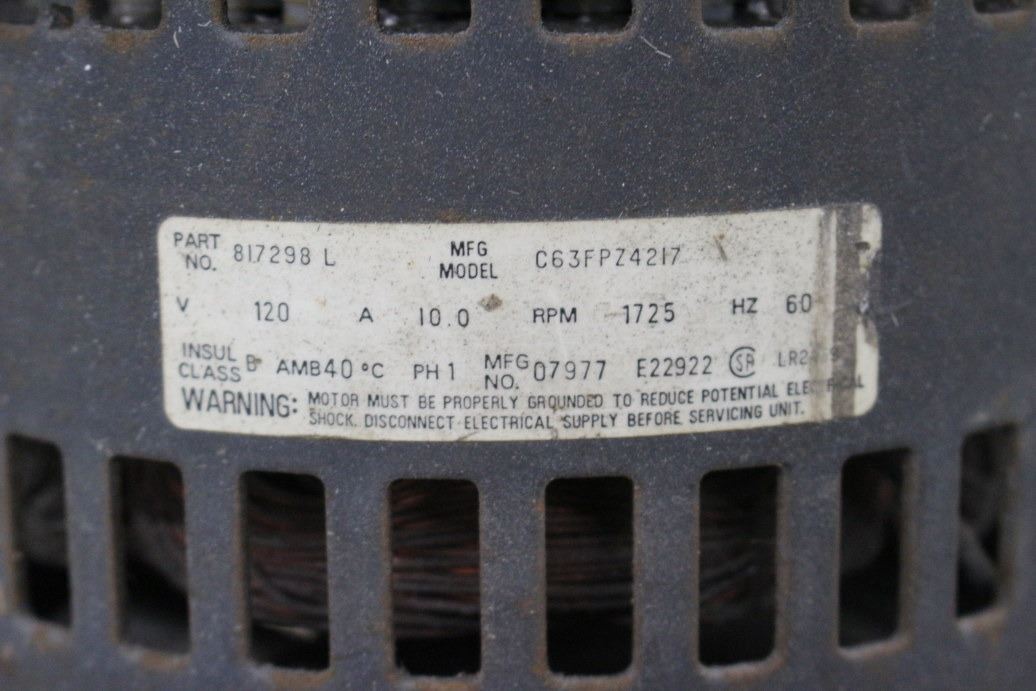 PART NO. 817298 L MFG MODEL C63FPZ4217
V 120 A 10.0 RPM 1725 HZ 60
INSUL CLASS B AMB 40 °C PH 1 MFG NO. 07977 E22922 SA
WARNING: MOTOR MUST BE PROPERLY GROUNDED TO REDUCE POTENTIAL ELECTRICAL
SHOCK. DISCONNECT ELECTRICAL SUPPLY BEFORE SERVICING UNIT.